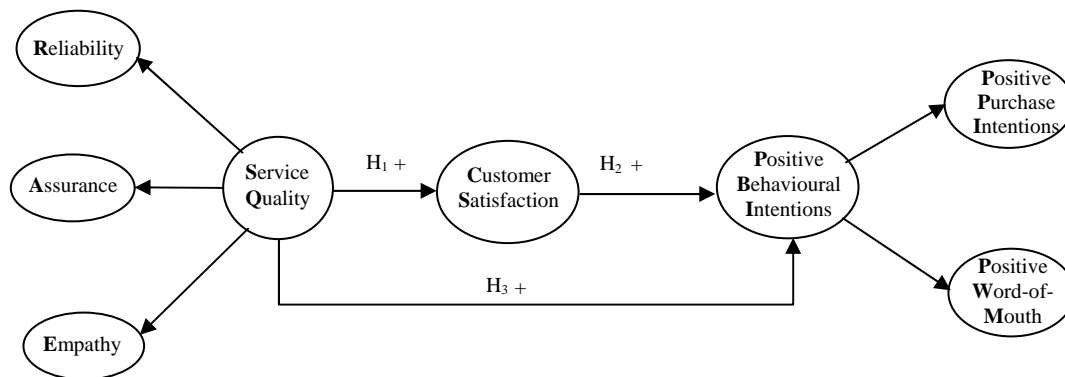 Reliability
Assurance
Empathy
Service
Quality
H₁ +
Customer
Satisfaction
H₂ +
H₃ +
Positive
Behavioural
Intentions
Positive
Purchase
Intentions
Positive
Word-of-
Mouth